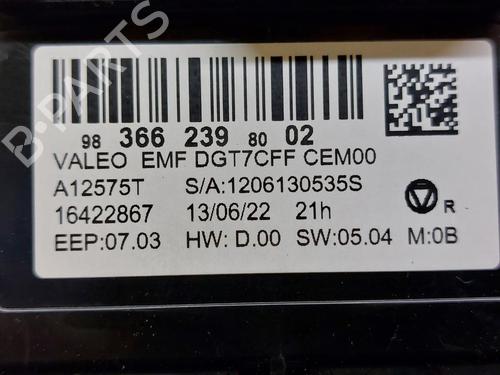 98 366 239 80 02
VALEO EMF DGT7CFF CEM00
A12575T S/A:1206130535S
16422867 13/06/22 21h R
EEP:07.03 HW: D.00 SW:05.04 M:0B
B-PARTS